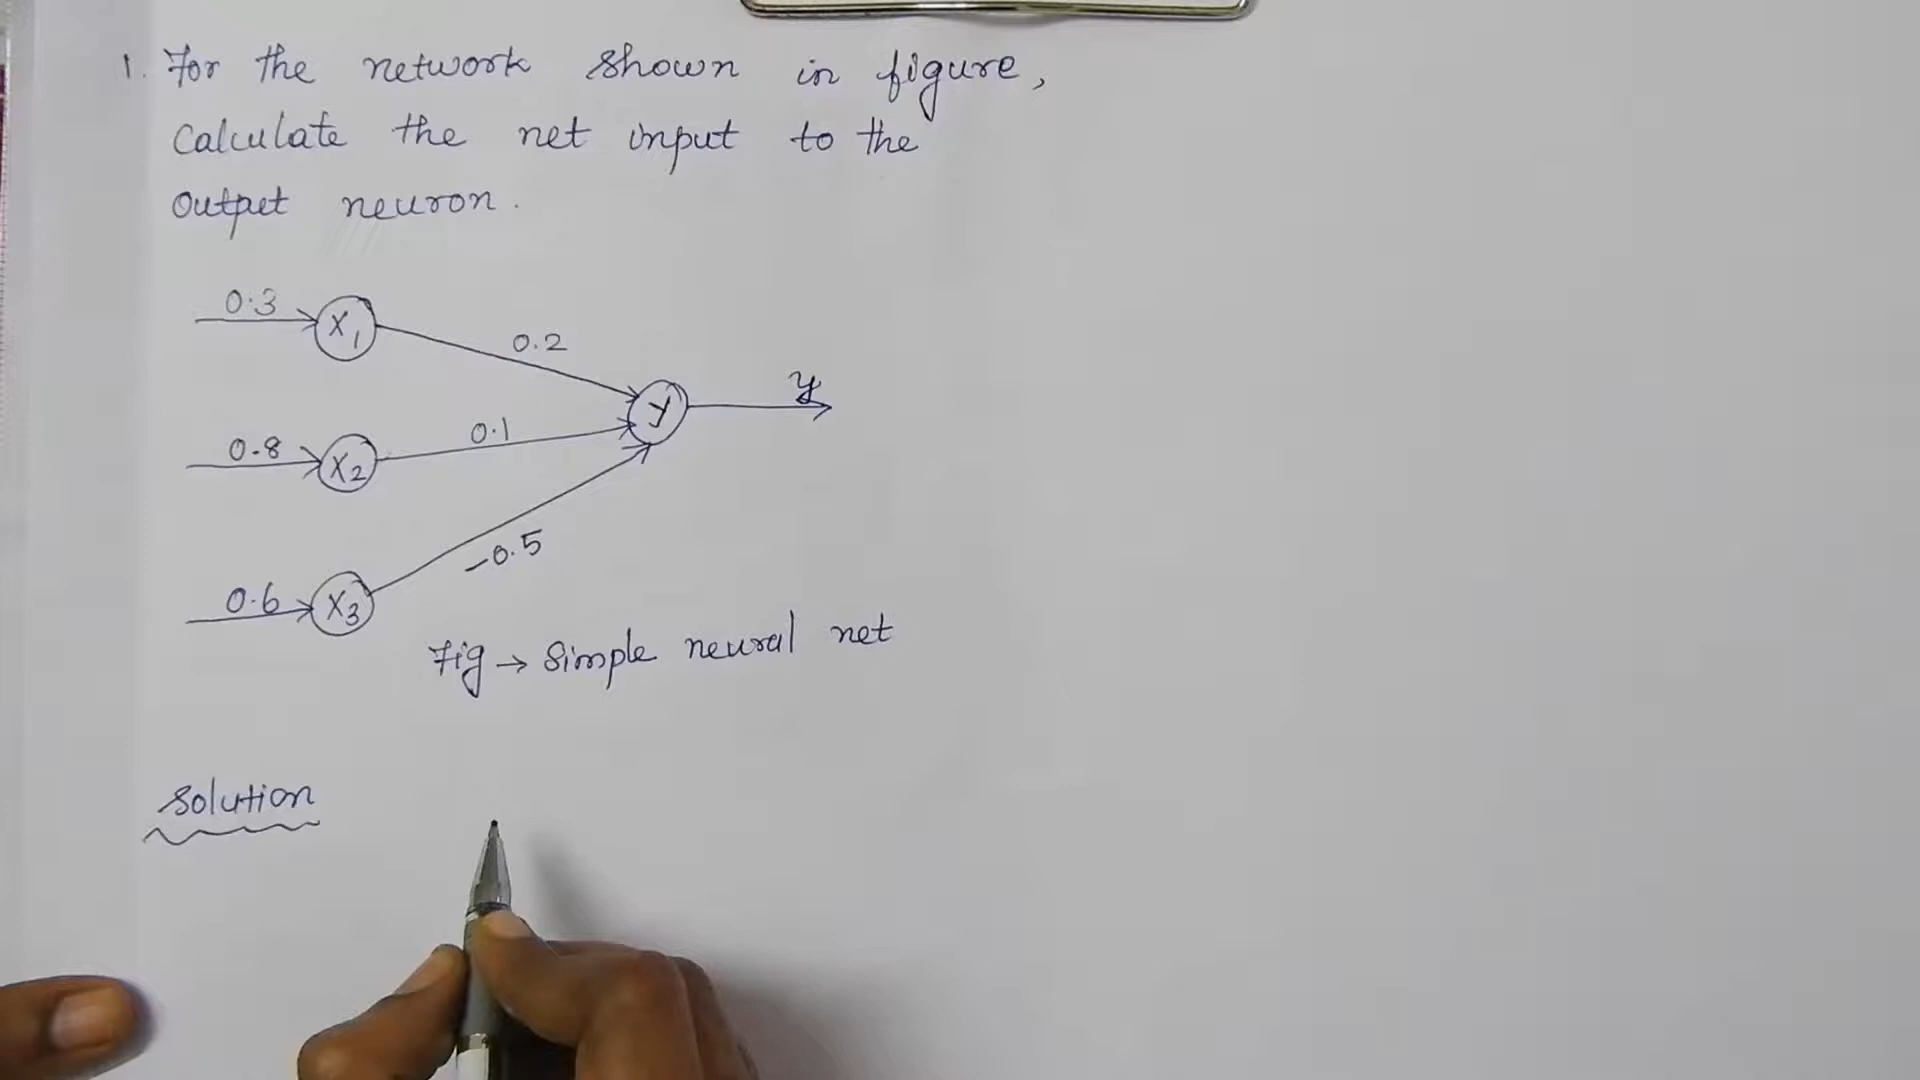 1. For the network shown in figure,
Calculate the net input to the
output neuron.
0.3
X1
0.2
y
Y
0.8
X2
0.1
-0.5
0.6
X3
Fig → Simple neural net
Solution